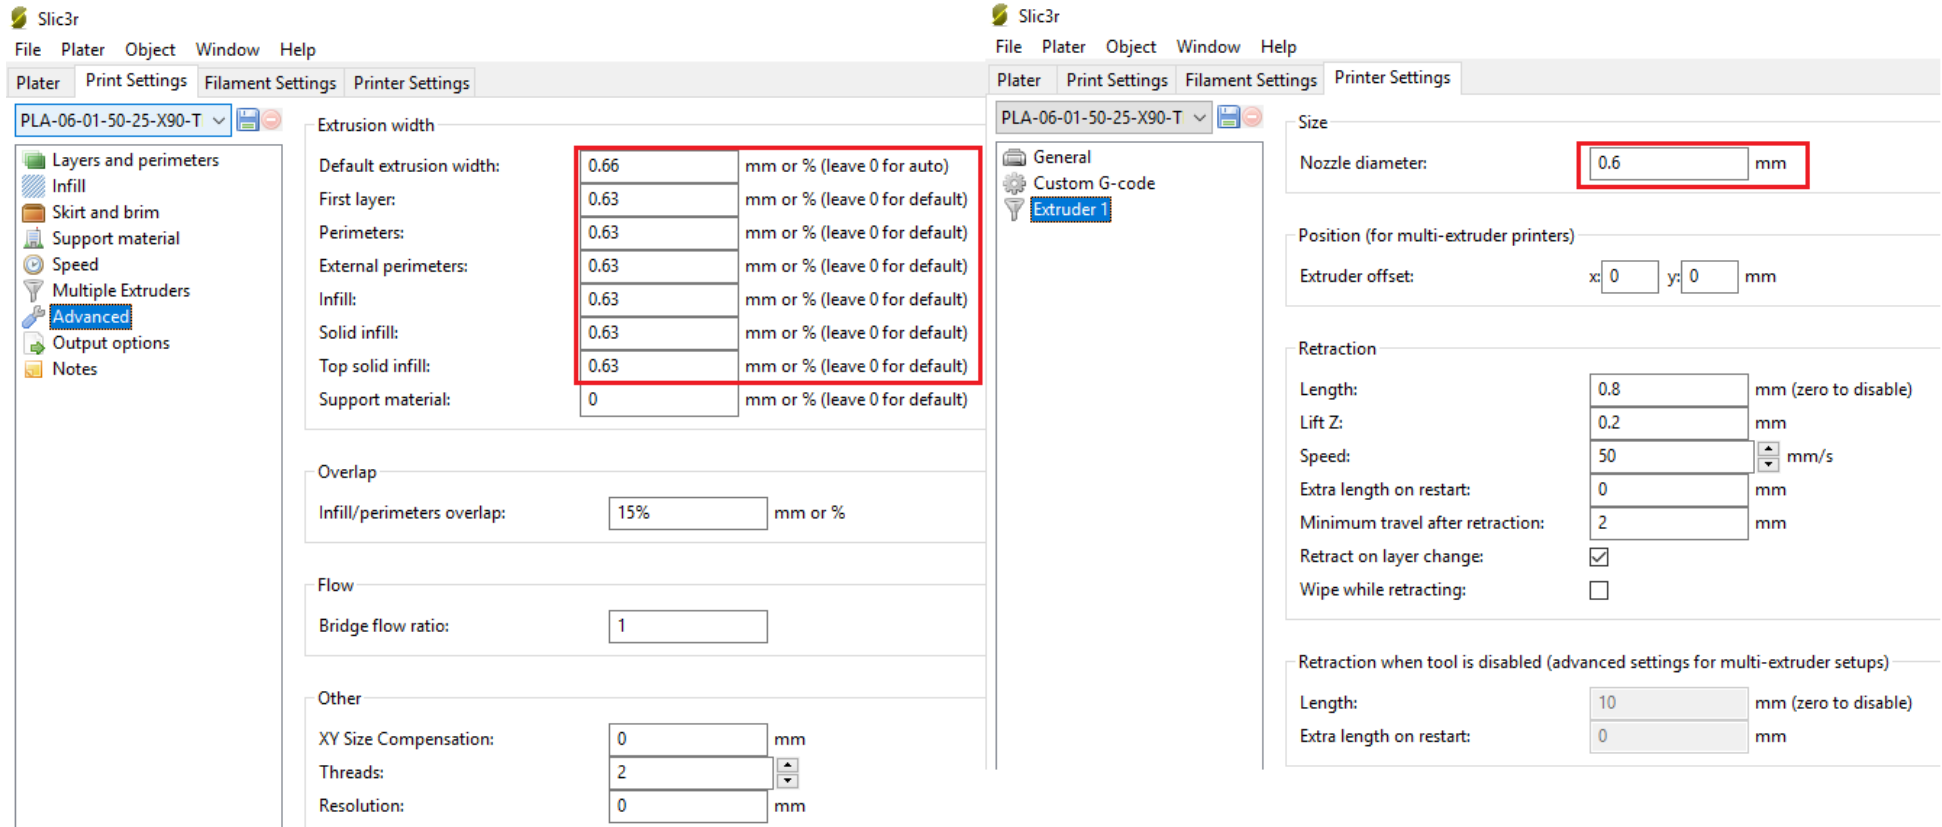 Slic3r
File Plater Object Window Help
Plater Print Settings Filament Settings Printer Settings
PLA-06-01-50-25-X90-T
Layers and perimeters
Infill
Skirt and brim
Support material
Speed
Multiple Extruders
Advanced
Output options
Notes
Extrusion width
Default extrusion width: 0.66 mm or % (leave 0 for auto)
First layer: 0.63 mm or % (leave 0 for default)
Perimeters: 0.63 mm or % (leave 0 for default)
External perimeters: 0.63 mm or % (leave 0 for default)
Infill: 0.63 mm or % (leave 0 for default)
Solid infill: 0.63 mm or % (leave 0 for default)
Top solid infill: 0.63 mm or % (leave 0 for default)
Support material: 0 mm or % (leave 0 for default)
Overlap
Infill/perimeters overlap: 15% mm or %
Flow
Bridge flow ratio: 1
Other
XY Size Compensation: 0 mm
Threads: 2
Resolution: 0 mm
Slic3r
File Plater Object Window Help
Plater Print Settings Filament Settings Printer Settings
PLA-06-01-50-25-X90-T
General
Custom G-code
Extruder 1
Size
Nozzle diameter: 0.6 mm
Position (for multi-extruder printers)
Extruder offset: x: 0 y: 0 mm
Retraction
Length: 0.8 mm (zero to disable)
Lift Z: 0.2 mm
Speed: 50 mm/s
Extra length on restart: 0 mm
Minimum travel after retraction: 2 mm
Retract on layer change:
Wipe while retracting:
Retraction when tool is disabled (advanced settings for multi-extruder setups)
Length: 10 mm (zero to disable)
Extra length on restart: 0 mm